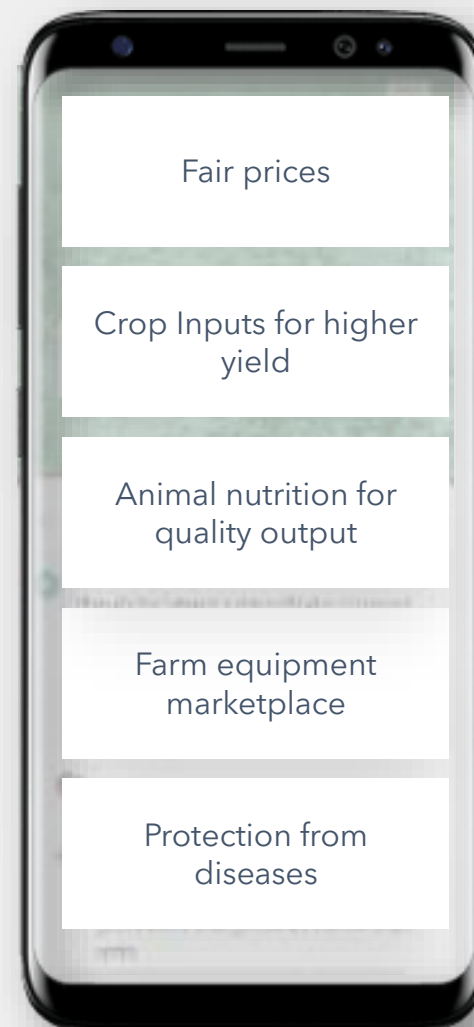 Fair prices
Crop Inputs for higher
yield
Animal nutrition for
quality output
Farm equipment
marketplace
Protection from
diseases